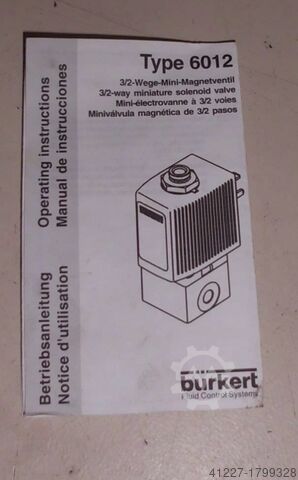 Type 6012
3/2-Wege-Mini-Magnetventil
3/2-way miniature solenoid valve
Mini-électrovanne à 3/2 voies
Miniválvula magnética de 3/2 pasos
Operating instructions
Manual de instrucciones
Betriebsanleitung
Notice d'utilisation
bürkert
Fluid Control Systems
41227-1799328